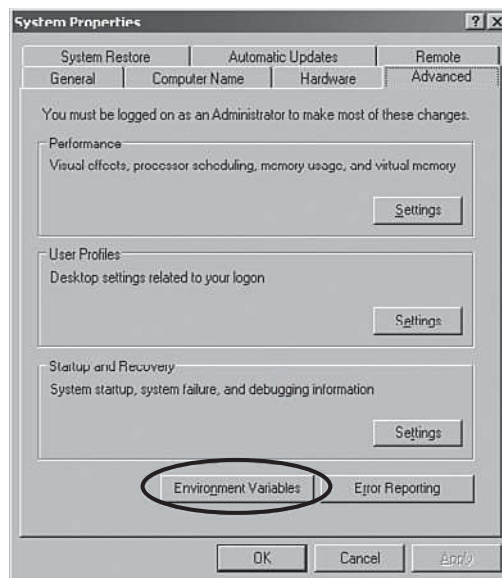 System Properties
? X
System Restore Automatic Updates Remote
General Computer Name Hardware Advanced
You must be logged on as an Administrator to make most of these changes.
Performance
Visual effects, processor scheduling, memory usage, and virtual memory
Settings
User Profiles
Desktop settings related to your logon
Settings
Startup and Recovery
System startup, system failure, and debugging information
Settings
Environment Variables Error Reporting
OK Cancel Apply